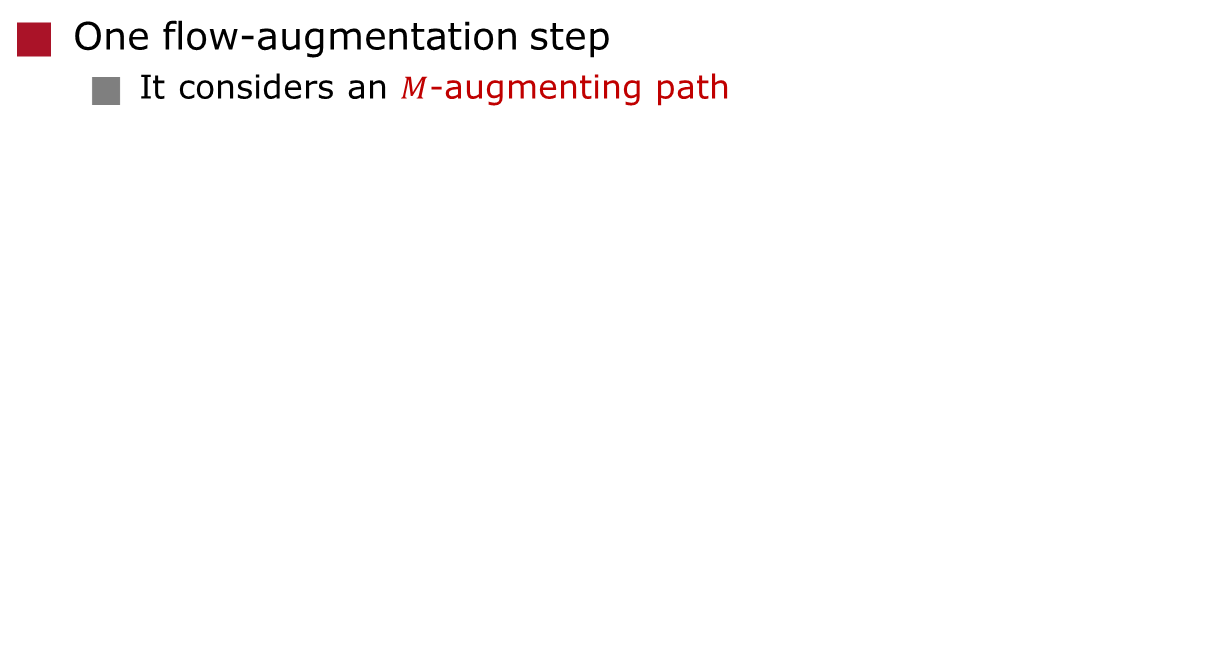 One flow-augmentation step
It considers an M-augmenting path